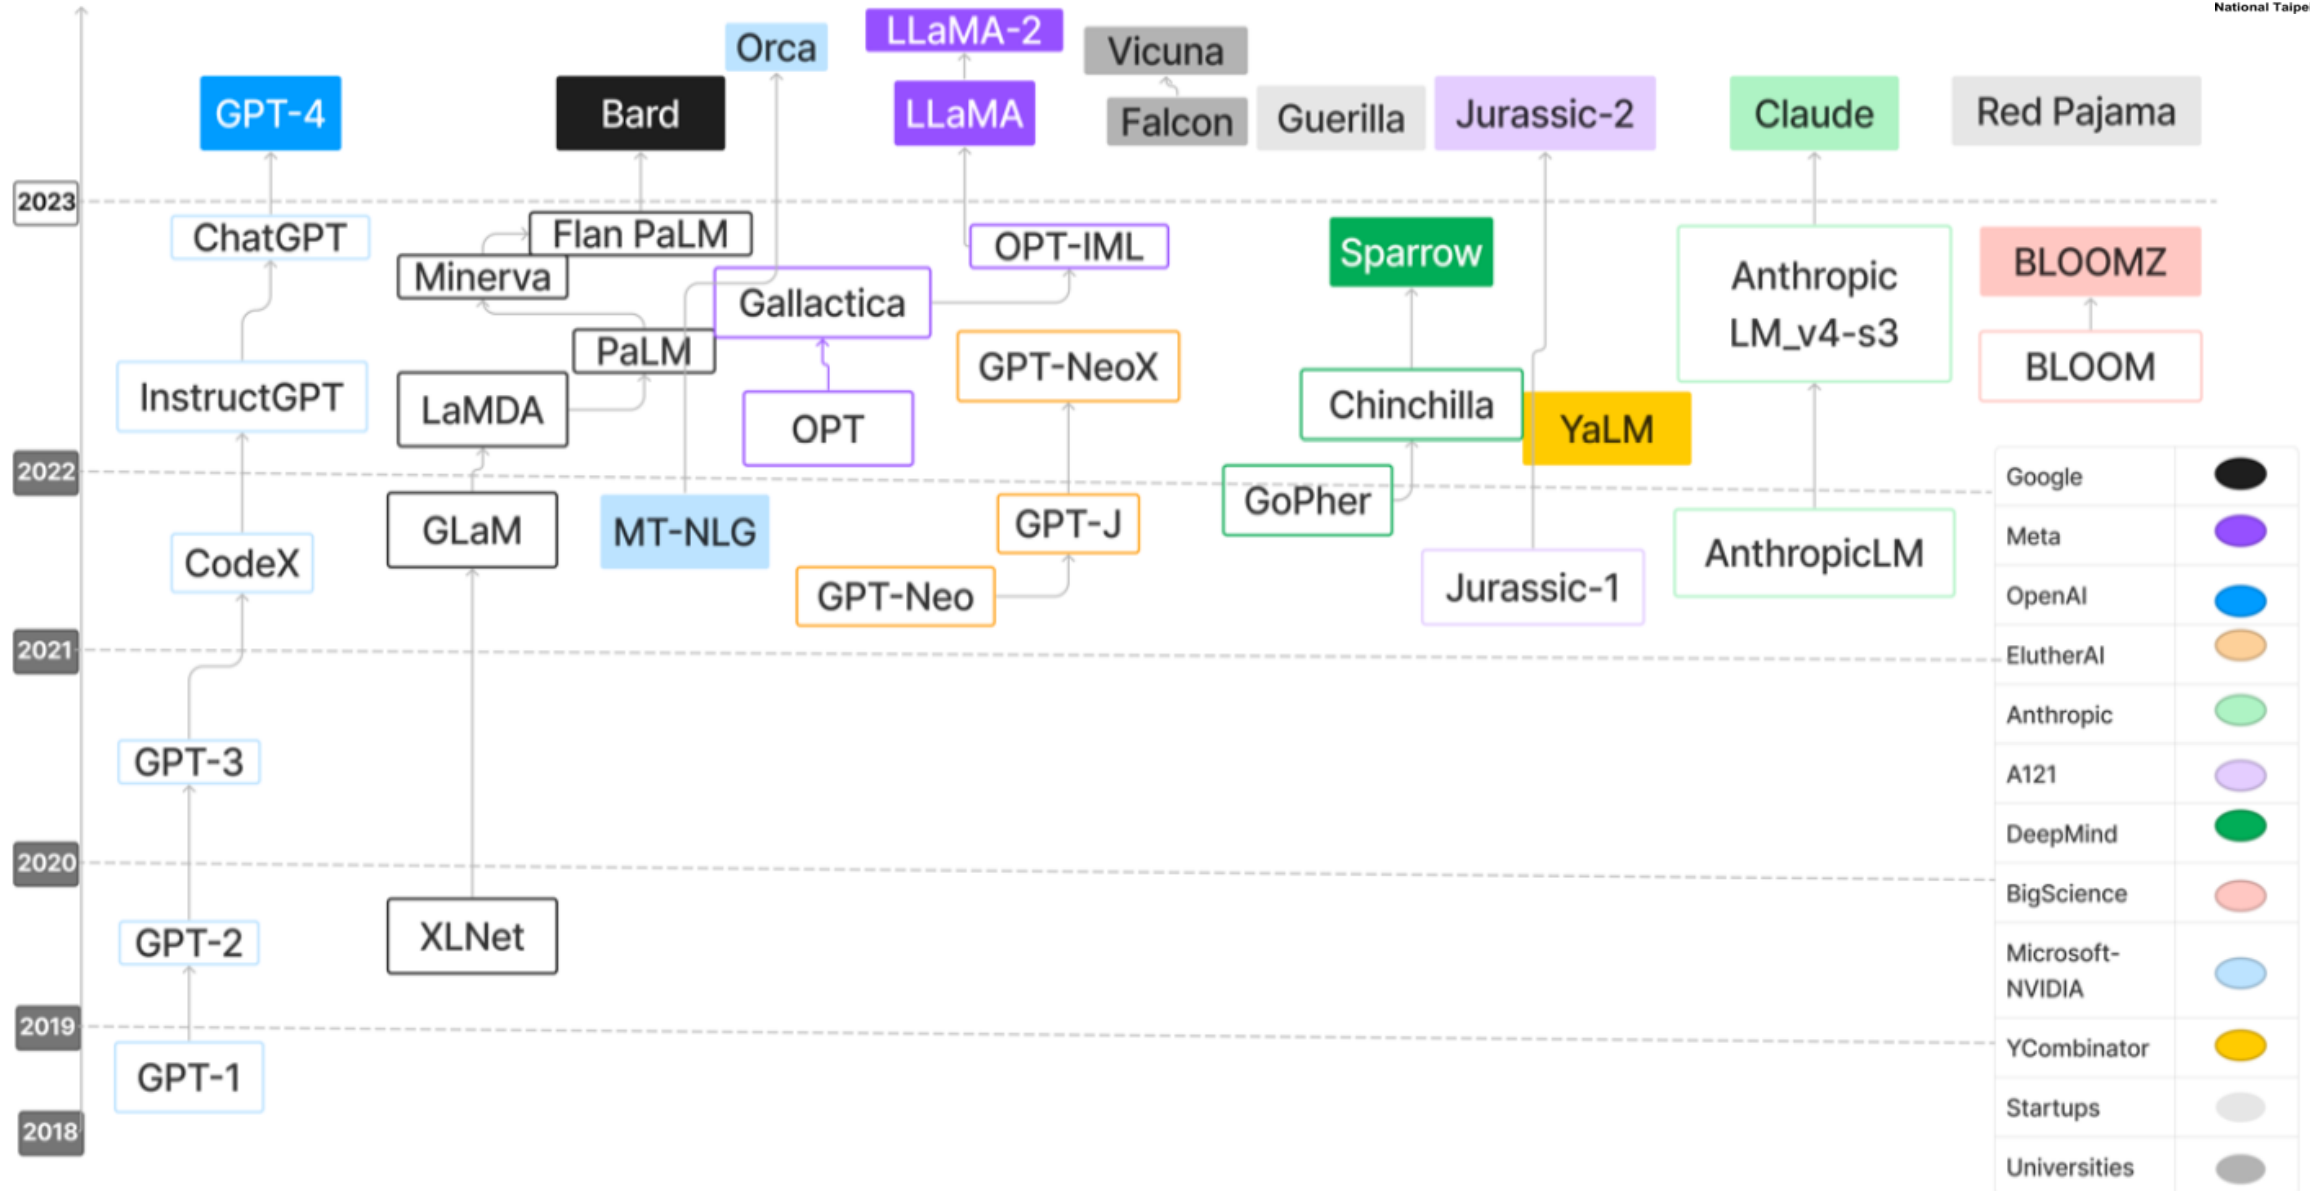 National Taipe
Orca
LLaMA-2
Vicuna
GPT-4
Bard
LLaMA
Falcon
Guerilla
Jurassic-2
Claude
Red Pajama
2023
ChatGPT
Flan PaLM
OPT-IML
Sparrow
Minerva
Gallactica
Anthropic
LM_v4-s3
BLOOMZ
PaLM
GPT-NeoX
BLOOM
InstructGPT
LaMDA
OPT
Chinchilla
YaLM
2022
GLaM
MT-NLG
GPT-J
GoPher
CodeX
GPT-Neo
Jurassic-1
AnthropicLM
2021
GPT-3
2020
GPT-2
XLNet
2019
GPT-1
2018
Google
Meta
OpenAI
ElutherAI
Anthropic
A121
DeepMind
BigScience
Microsoft-
NVIDIA
YCombinator
Startups
Universities